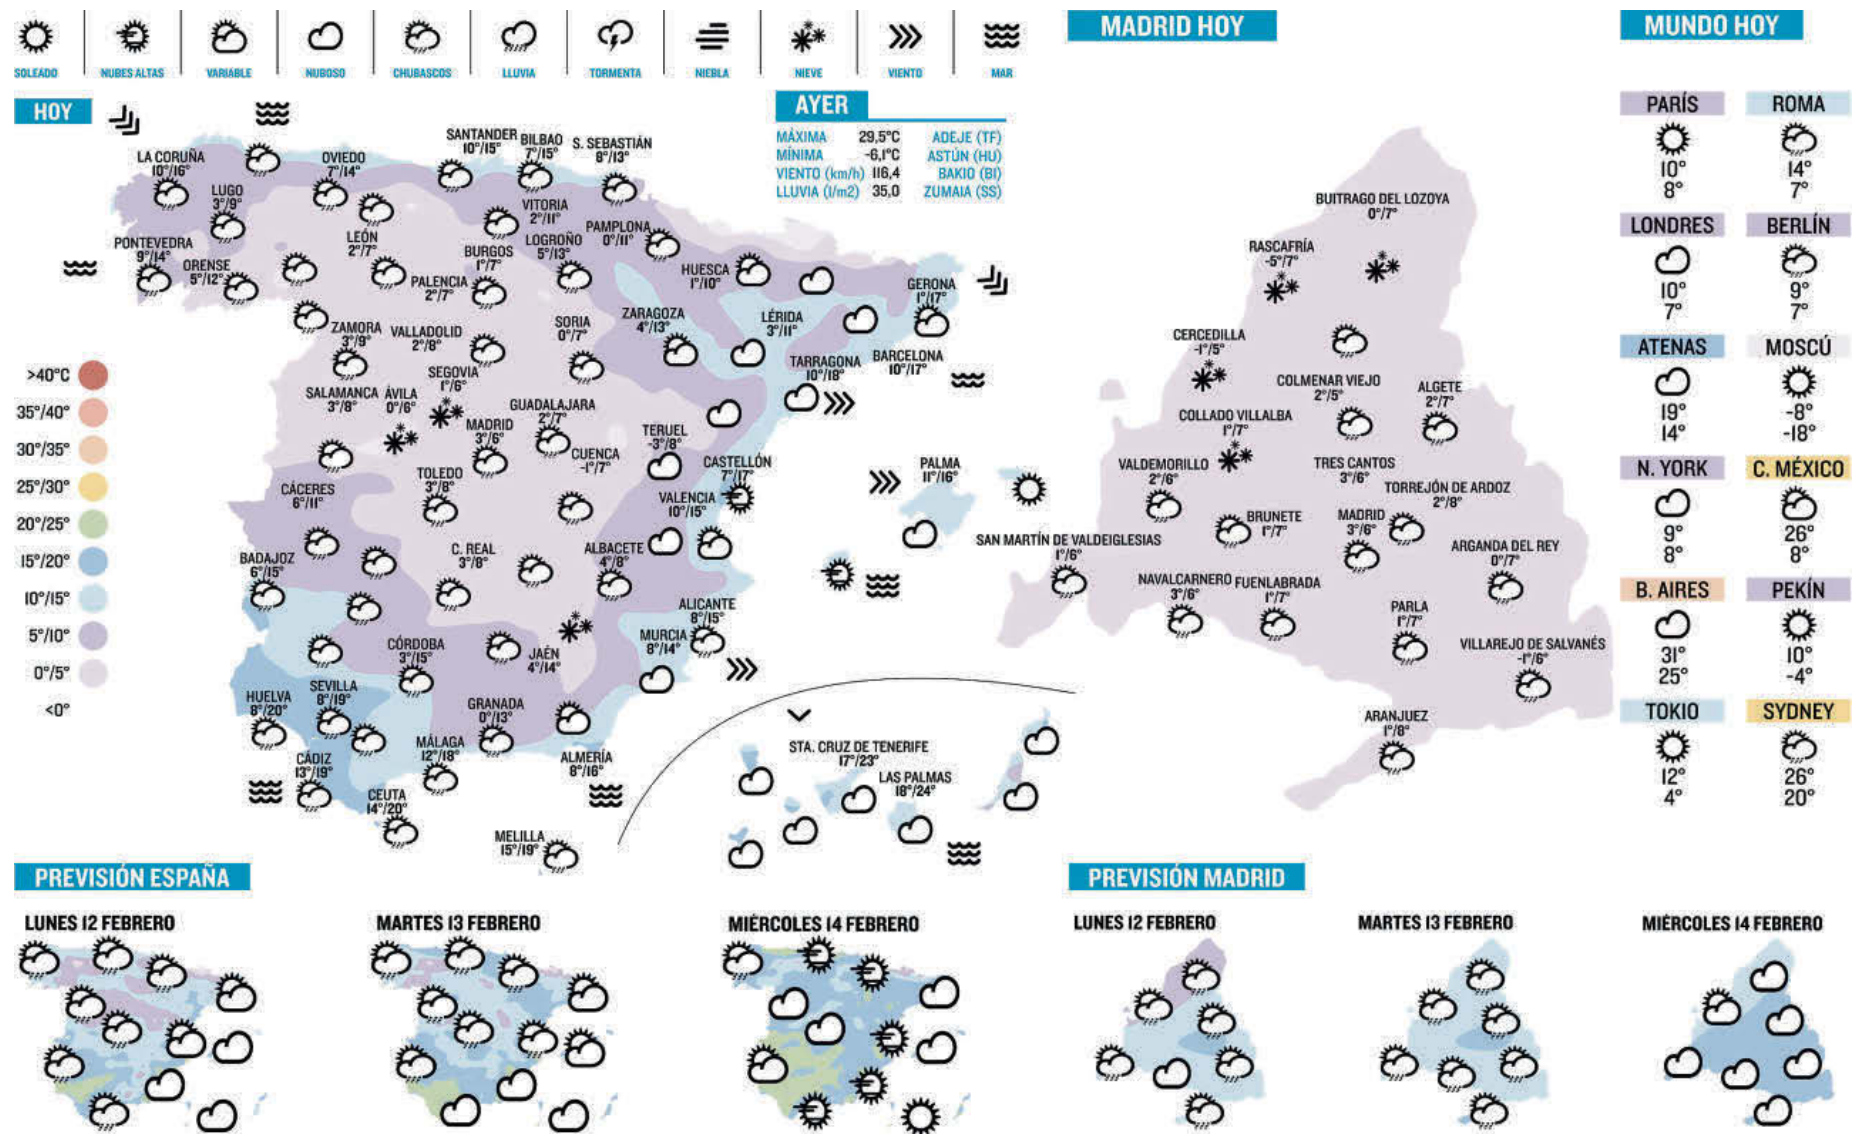 SOLEADO
NUBES ALTAS
VARIABLE
NUBOSO
CHUBASCOS
LLUVIA
TORMENTA
NIEBLA
NIEVE
VIENTO
MAR
HOY
AYER
MÁXIMA 29,5°C ADEJE (TF)
MÍNIMA -6,1°C ASTÚN (HU)
VIENTO (km/h) 116,4 BAKIO (BI)
LLUVIA (l/m2) 35,0 ZUMAIA (SS)
LA CORUÑA
10°/16°
LUGO
3°/9°
OVIEDO
7°/14°
SANTANDER
10°/15°
BILBAO
7°/15°
S. SEBASTIÁN
8°/13°
VITORIA
2°/11°
PAMPLONA
0°/11°
PONTEVEDRA
9°/14°
ORENSE
5°/12°
LEÓN
2°/7°
BURGOS
1°/7°
LOGROÑO
5°/13°
PALENCIA
2°/7°
HUESCA
1°/10°
GERONA
1°/17°
ZAMORA
3°/9°
VALLADOLID
2°/8°
SORIA
0°/7°
ZARAGOZA
4°/13°
LÉRIDA
3°/11°
TARRAGONA
10°/18°
BARCELONA
10°/17°
SEGOVIA
1°/6°
SALAMANCA
3°/8°
ÁVILA
0°/6°
GUADALAJARA
2°/7°
MADRID
3°/6°
TERUEL
-3°/8°
CUENCA
-1°/7°
CASTELLÓN
7°/17°
PALMA
11°/16°
TOLEDO
3°/8°
CÁCERES
6°/11°
VALENCIA
10°/15°
C. REAL
3°/8°
ALBACETE
4°/8°
BADAJOZ
6°/15°
ALICANTE
8°/15°
MURCIA
8°/14°
CÓRDOBA
3°/15°
JAÉN
4°/14°
HUELVA
8°/20°
SEVILLA
8°/19°
GRANADA
0°/13°
MÁLAGA
12°/18°
ALMERÍA
8°/16°
CÁDIZ
13°/19°
CEUTA
14°/20°
MELILLA
15°/19°
STA. CRUZ DE TENERIFE
17°/23°
LAS PALMAS
18°/24°
>40°C
35°/40°
30°/35°
25°/30°
20°/25°
15°/20°
10°/15°
5°/10°
0°/5°
<0°
MADRID HOY
BUITRAGO DEL LOZOYA
0°/7°
RASCAFRÍA
-5°/7°
CERCEDILLA
-1°/5°
COLMENAR VIEJO
2°/5°
ALGETE
2°/7°
COLLADO VILLALBA
1°/7°
VALDEMORILLO
2°/6°
TRES CANTOS
3°/6°
TORREJÓN DE ARDOZ
2°/8°
BRUNETE
1°/7°
MADRID
3°/6°
SAN MARTÍN DE VALDEIGLESIAS
1°/6°
ARGANDA DEL REY
0°/7°
NAVALCARNERO
3°/6°
FUENLABRADA
1°/7°
PARLA
1°/7°
VILLAREJO DE SALVANÉS
-1°/6°
ARANJUEZ
1°/8°
MUNDO HOY
PARÍS
10°
8°
ROMA
14°
7°
LONDRES
10°
7°
BERLÍN
9°
7°
ATENAS
19°
14°
MOSCÚ
-8°
-18°
N. YORK
9°
8°
C. MÉXICO
26°
8°
B. AIRES
31°
25°
PEKÍN
10°
-4°
TOKIO
12°
4°
SYDNEY
26°
20°
PREVISIÓN ESPAÑA
LUNES 12 FEBRERO
MARTES 13 FEBRERO
MIÉRCOLES 14 FEBRERO
PREVISIÓN MADRID
LUNES 12 FEBRERO
MARTES 13 FEBRERO
MIÉRCOLES 14 FEBRERO